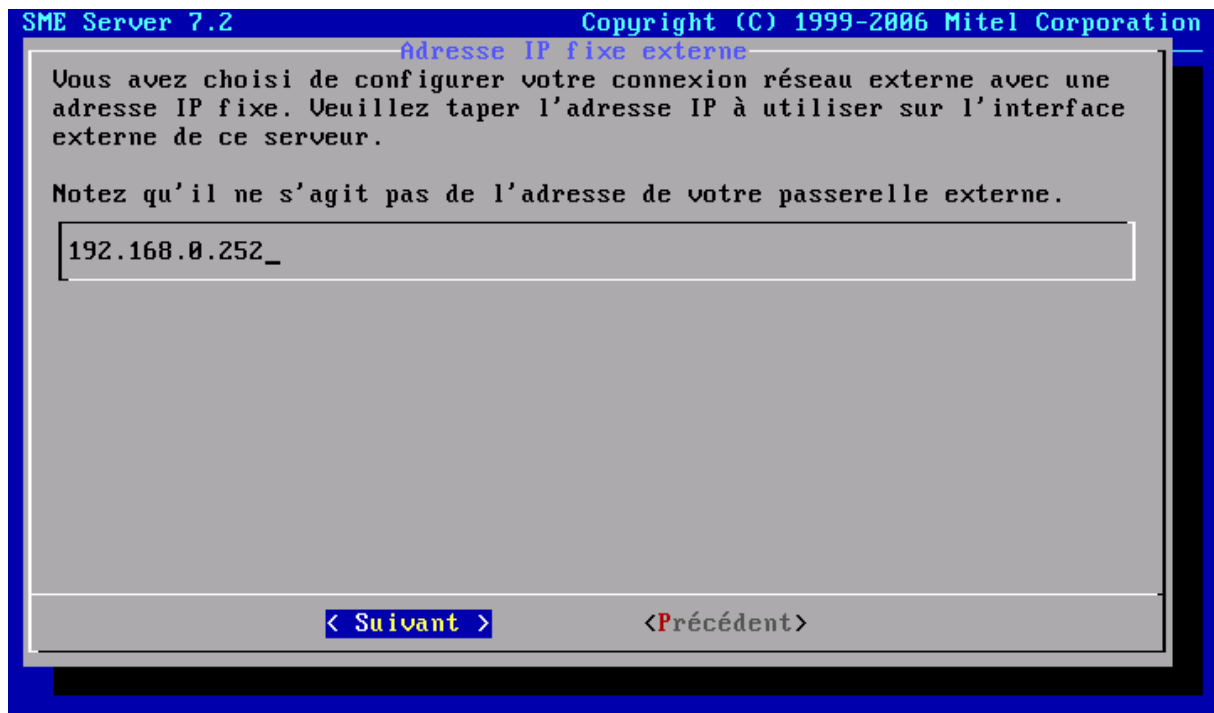 SME Server 7.2 Copyright (C) 1999-2006 Mitel Corporation
Adresse IP fixe externe
Vous avez choisi de configurer votre connexion réseau externe avec une
adresse IP fixe. Veuillez taper l'adresse IP à utiliser sur l'interface
externe de ce serveur.
Notez qu'il ne s'agit pas de l'adresse de votre passerelle externe.
192.168.0.252_
< Suivant > <Précédent>